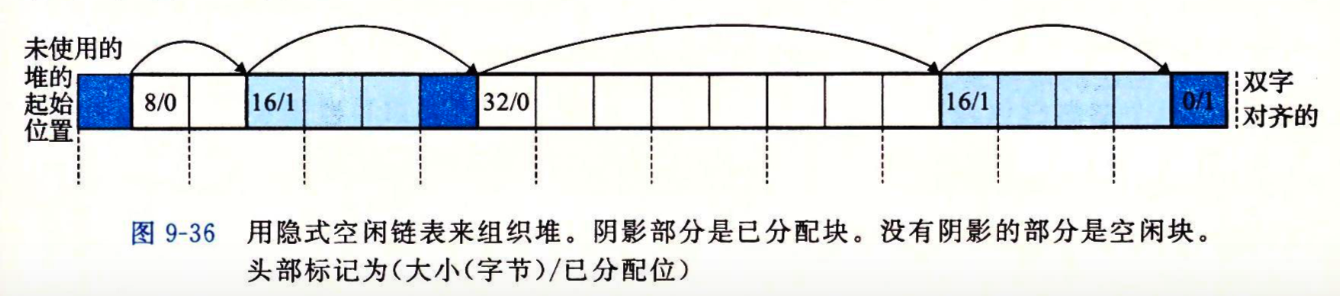 未使用的
堆的
起始
位置
8/0
16/1
32/0
16/1
0/1
双字
对齐的
图 9-36 用隐式空闲链表来组织堆。阴影部分是已分配块。没有阴影的部分是空闲块。
头部标记为(大小(字节)/已分配位)